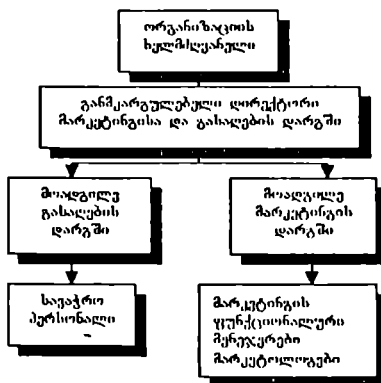 ორგანიზაციის
ხელმძღვანელი
განმკარგულებელი დირექტორი
მარკეტინგისა და გასაღების დარგში
მოადგილე
გასაღების
დარგში
მოადგილე
მარკეტინგის
დარგში
სავაჭრო
პერსონალი
მარკეტინგის
ფუნქციონალური
მენეჯერები
მარკეტოლოგები